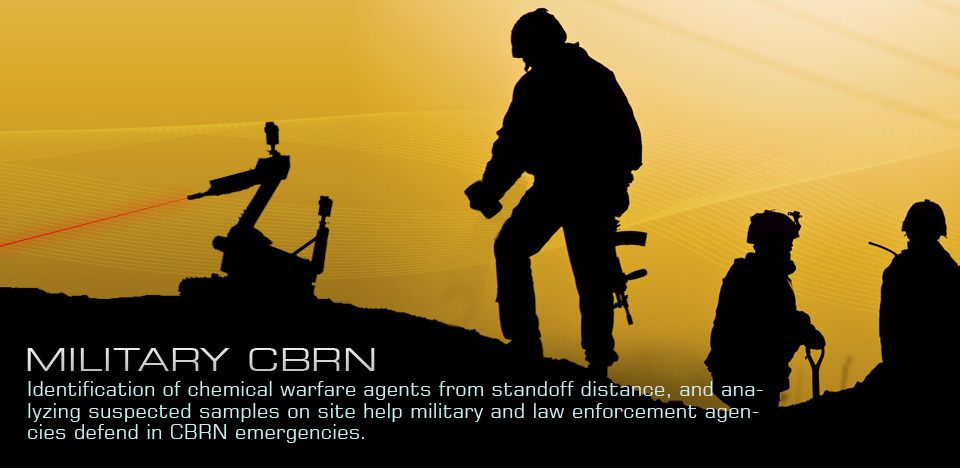 MILITARY CBRN
Identification of chemical warfare agents from standoff distance, and ana-
lyzing suspected samples on site help military and law enforcement agen-
cies defend in CBRN emergencies.